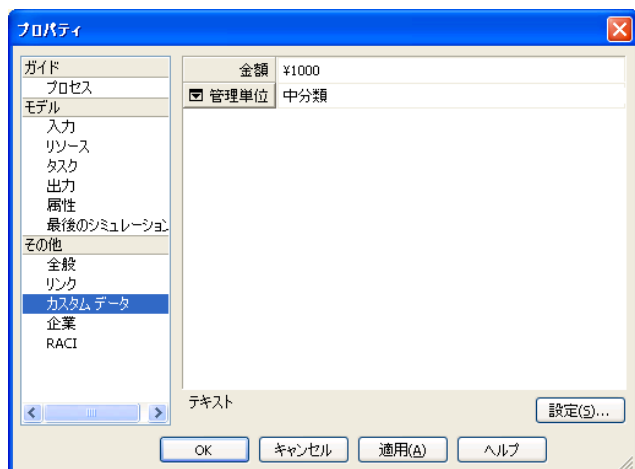 プロパティ
ガイド
プロセス
モデル
入力
リソース
タスク
出力
属性
最後のシミュレーション
その他
全般
リンク
カスタム データ
企業
RACI
金額 ¥1000
管理単位 中分類
テキスト
設定(S)...
OK キャンセル 適用(A) ヘルプ